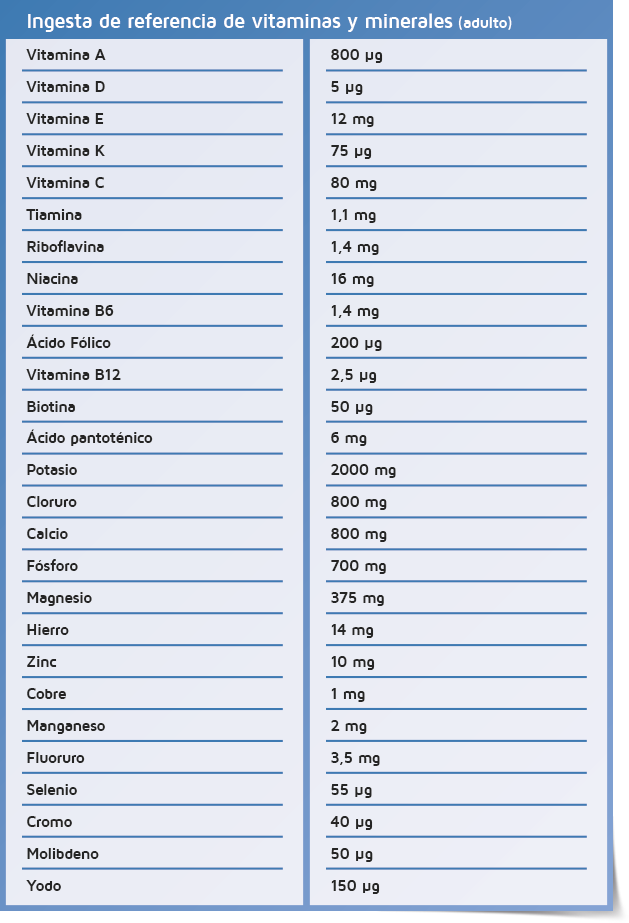 Ingesta de referencia de vitaminas y minerales (adulto)
Vitamina A 800 µg
Vitamina D 5 µg
Vitamina E 12 mg
Vitamina K 75 µg
Vitamina C 80 mg
Tiamina 1,1 mg
Riboflavina 1,4 mg
Niacina 16 mg
Vitamina B6 1,4 mg
Ácido Fólico 200 µg
Vitamina B12 2,5 µg
Biotina 50 µg
Ácido pantoténico 6 mg
Potasio 2000 mg
Cloruro 800 mg
Calcio 800 mg
Fósforo 700 mg
Magnesio 375 mg
Hierro 14 mg
Zinc 10 mg
Cobre 1 mg
Manganeso 2 mg
Fluoruro 3,5 mg
Selenio 55 µg
Cromo 40 µg
Molibdeno 50 µg
Yodo 150 µg